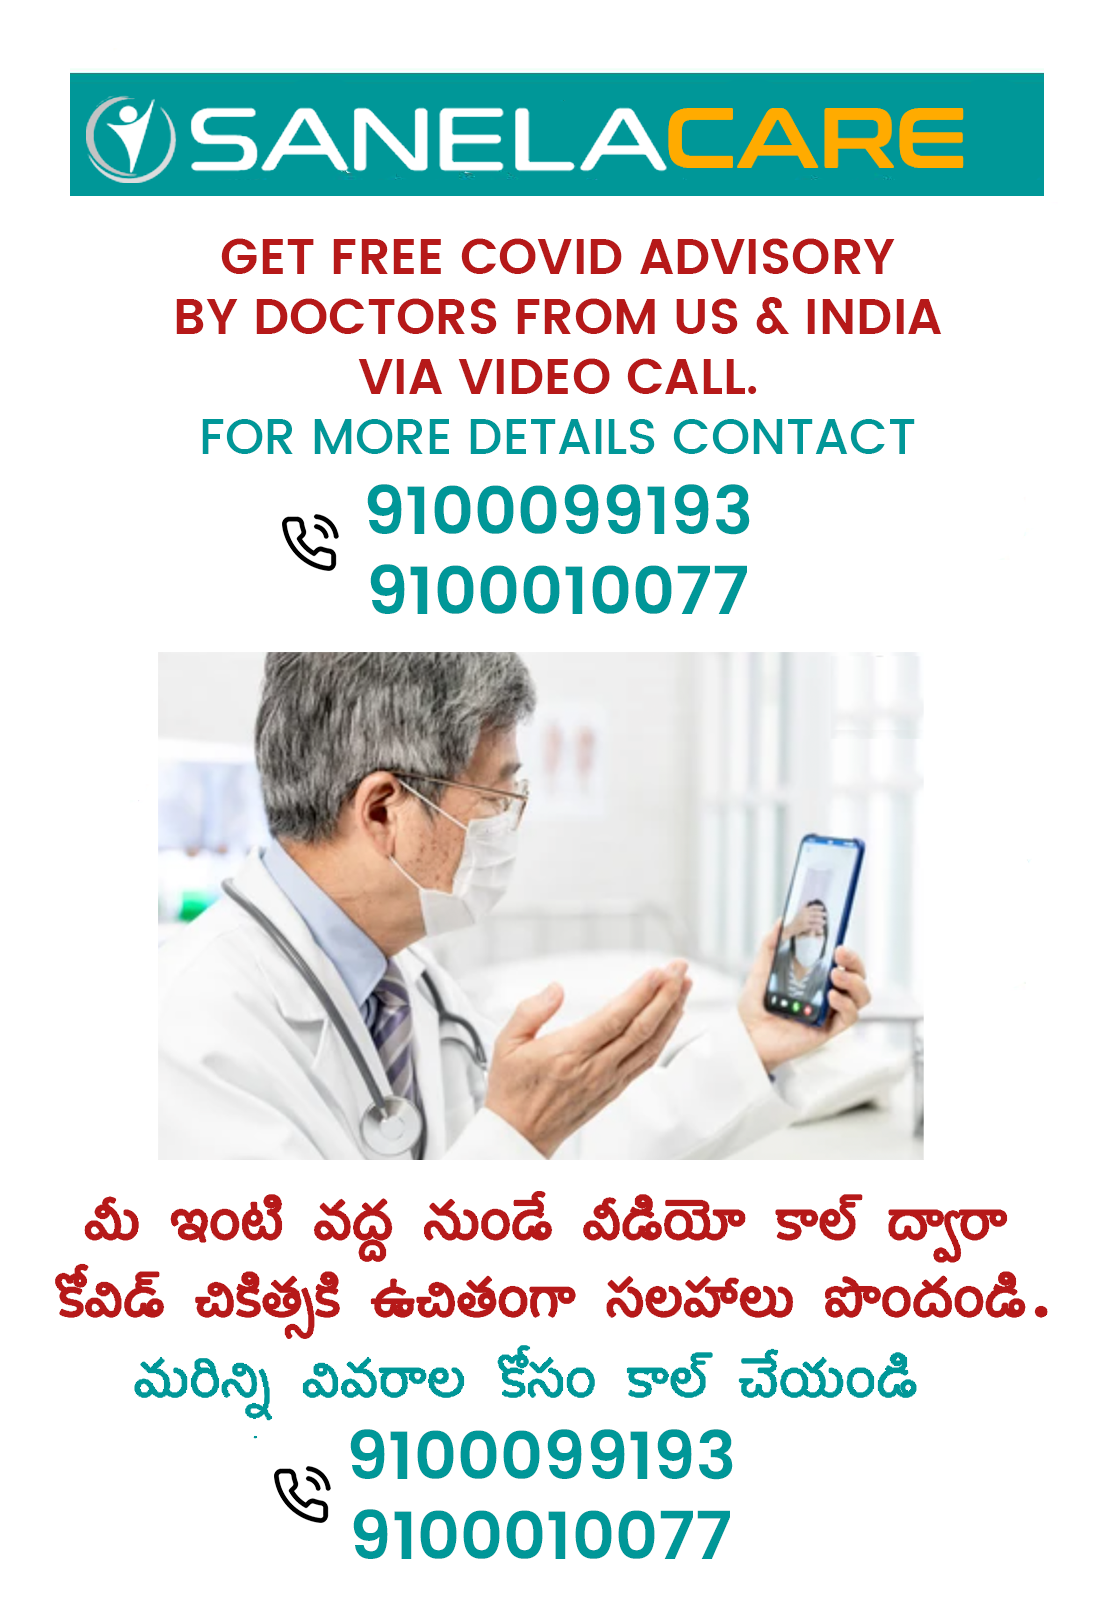 SANELACARE
GET FREE COVID ADVISORY
BY DOCTORS FROM US & INDIA
VIA VIDEO CALL.
FOR MORE DETAILS CONTACT
9100099193
9100010077
మీ ఇంటి వద్ద నుండే వీడియో కాల్ ద్వారా
కోవిడ్ చికిత్సకి ఉచితంగా సలహాలు పొందండి.
మరిన్ని వివరాల కోసం కాల్ చేయండి
9100099193
9100010077